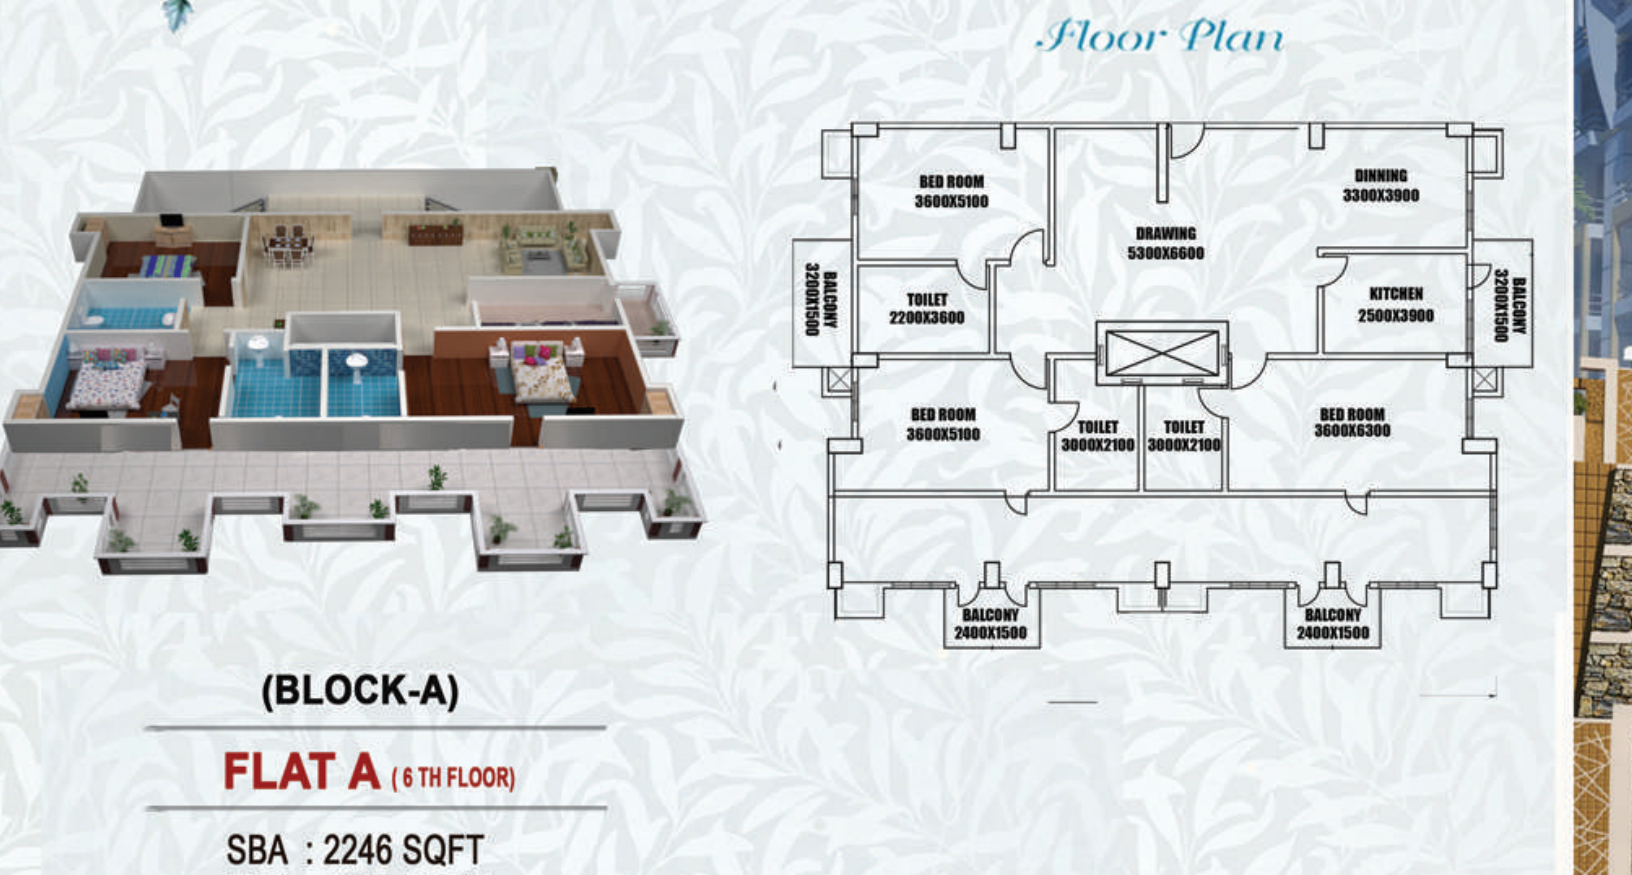 Floor Plan
BED ROOM
3600X5100
DINNING
3300X3900
DRAWING
5300X6600
BALCONY
3200X1500
TOILET
2200X3600
KITCHEN
2500X3900
BALCONY
3200X1500
BED ROOM
3600X5100
TOILET
3000X2100
TOILET
3000X2100
BED ROOM
3600X6300
BALCONY
2400X1500
BALCONY
2400X1500
(BLOCK-A)
FLAT A ( 6 TH FLOOR)
SBA : 2246 SQFT